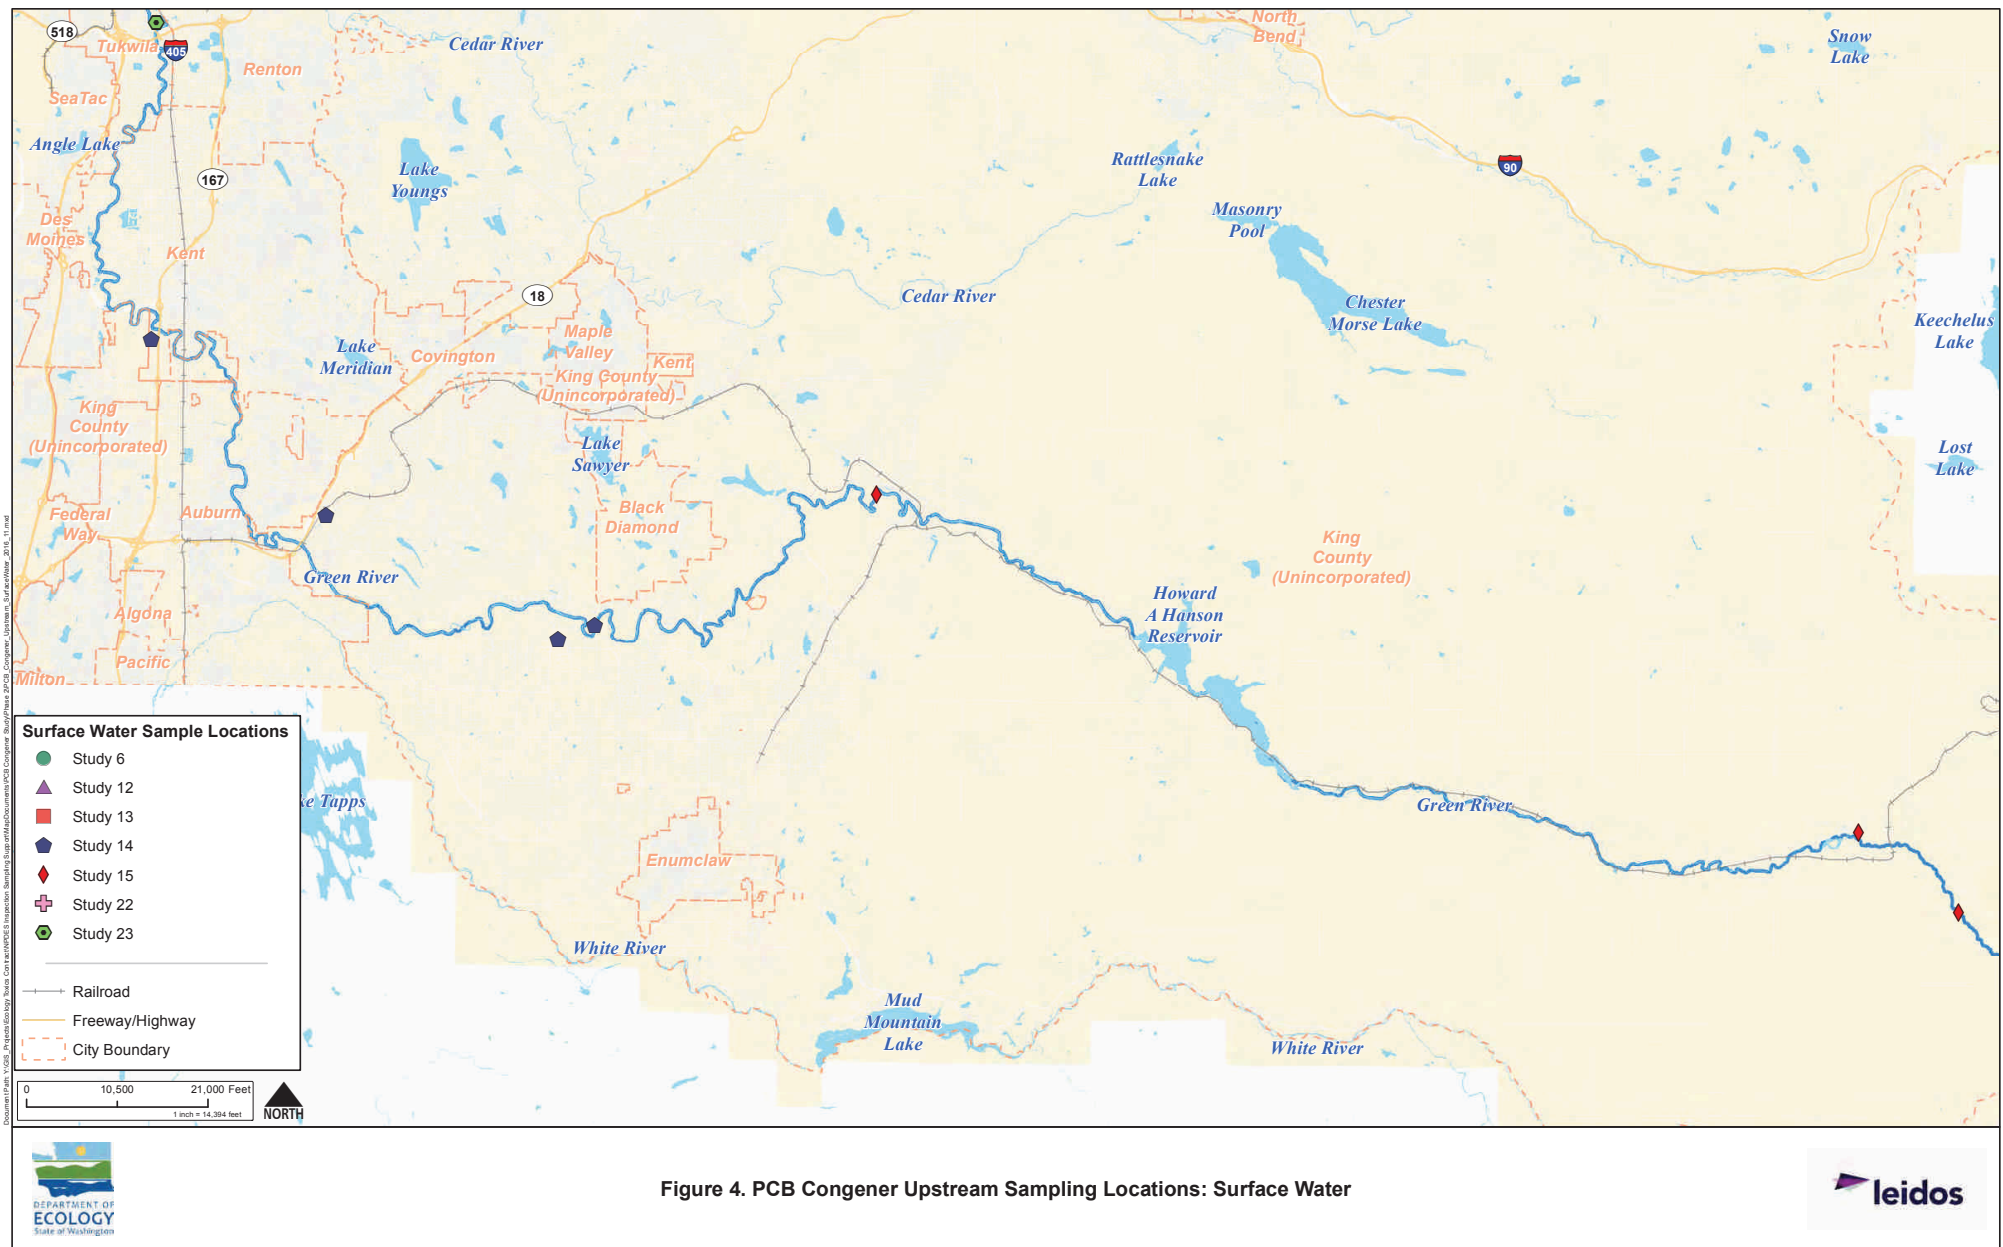 518
Tukwila
405
Renton
SeaTac
Cedar River
North
Bend
Snow
Lake
Angle Lake
167
Lake
Youngs
Rattlesnake
Lake
90
Des
Moines
Kent
Masonry
Pool
18
Cedar River
Chester
Morse Lake
Keechelus
Lake
Lake
Meridian
Covington
Maple
Valley
Kent
King County
(Unincorporated)
King
County
(Unincorporated)
Lake
Sawyer
Lost
Lake
Federal
Way
Auburn
Black
Diamond
King
County
(Unincorporated)
Green River
Howard
A Hanson
Reservoir
Algona
Pacific
Milton
Surface Water Sample Locations
Study 6
Study 12
Study 13
Study 14
Study 15
Study 22
Study 23
Railroad
Freeway/Highway
City Boundary
ke Tapps
Green River
Enumclaw
White River
Mud
Mountain
Lake
White River
0 10,500 21,000 Feet
1 inch = 14,394 feet
NORTH
DEPARTMENT OF
ECOLOGY
State of Washington
Figure 4. PCB Congener Upstream Sampling Locations: Surface Water
leidos